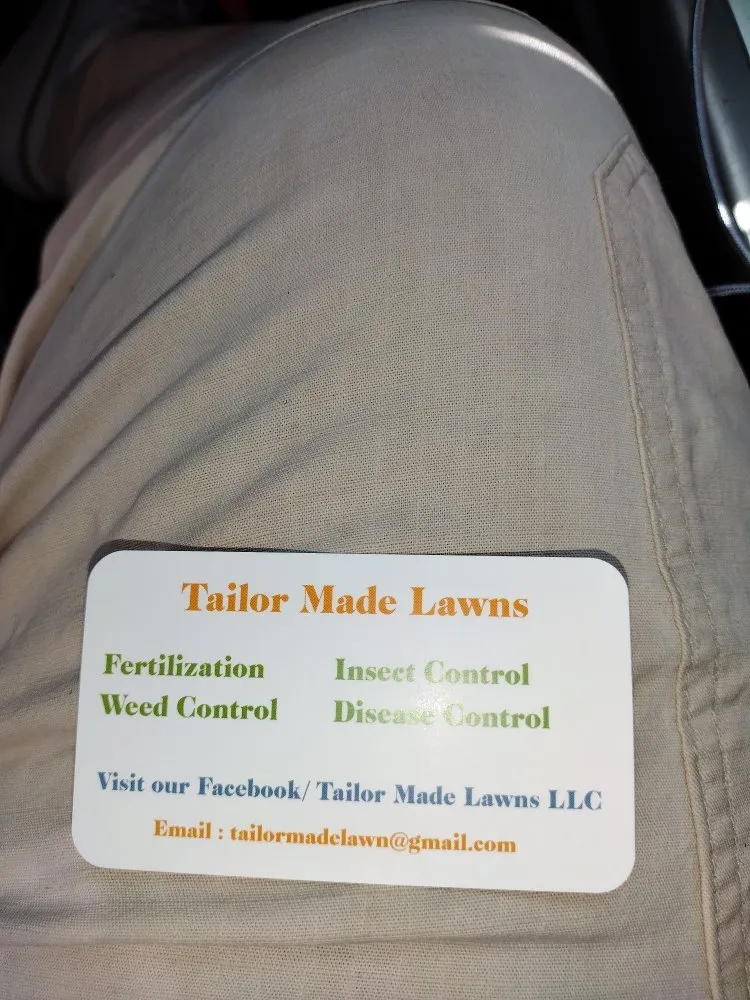 Tailor Made Lawns
Fertilization Insect Control
Weed Control Disease Control
Visit our Facebook/ Tailor Made Lawns LLC
Email : tailormadelawn@gmail.com